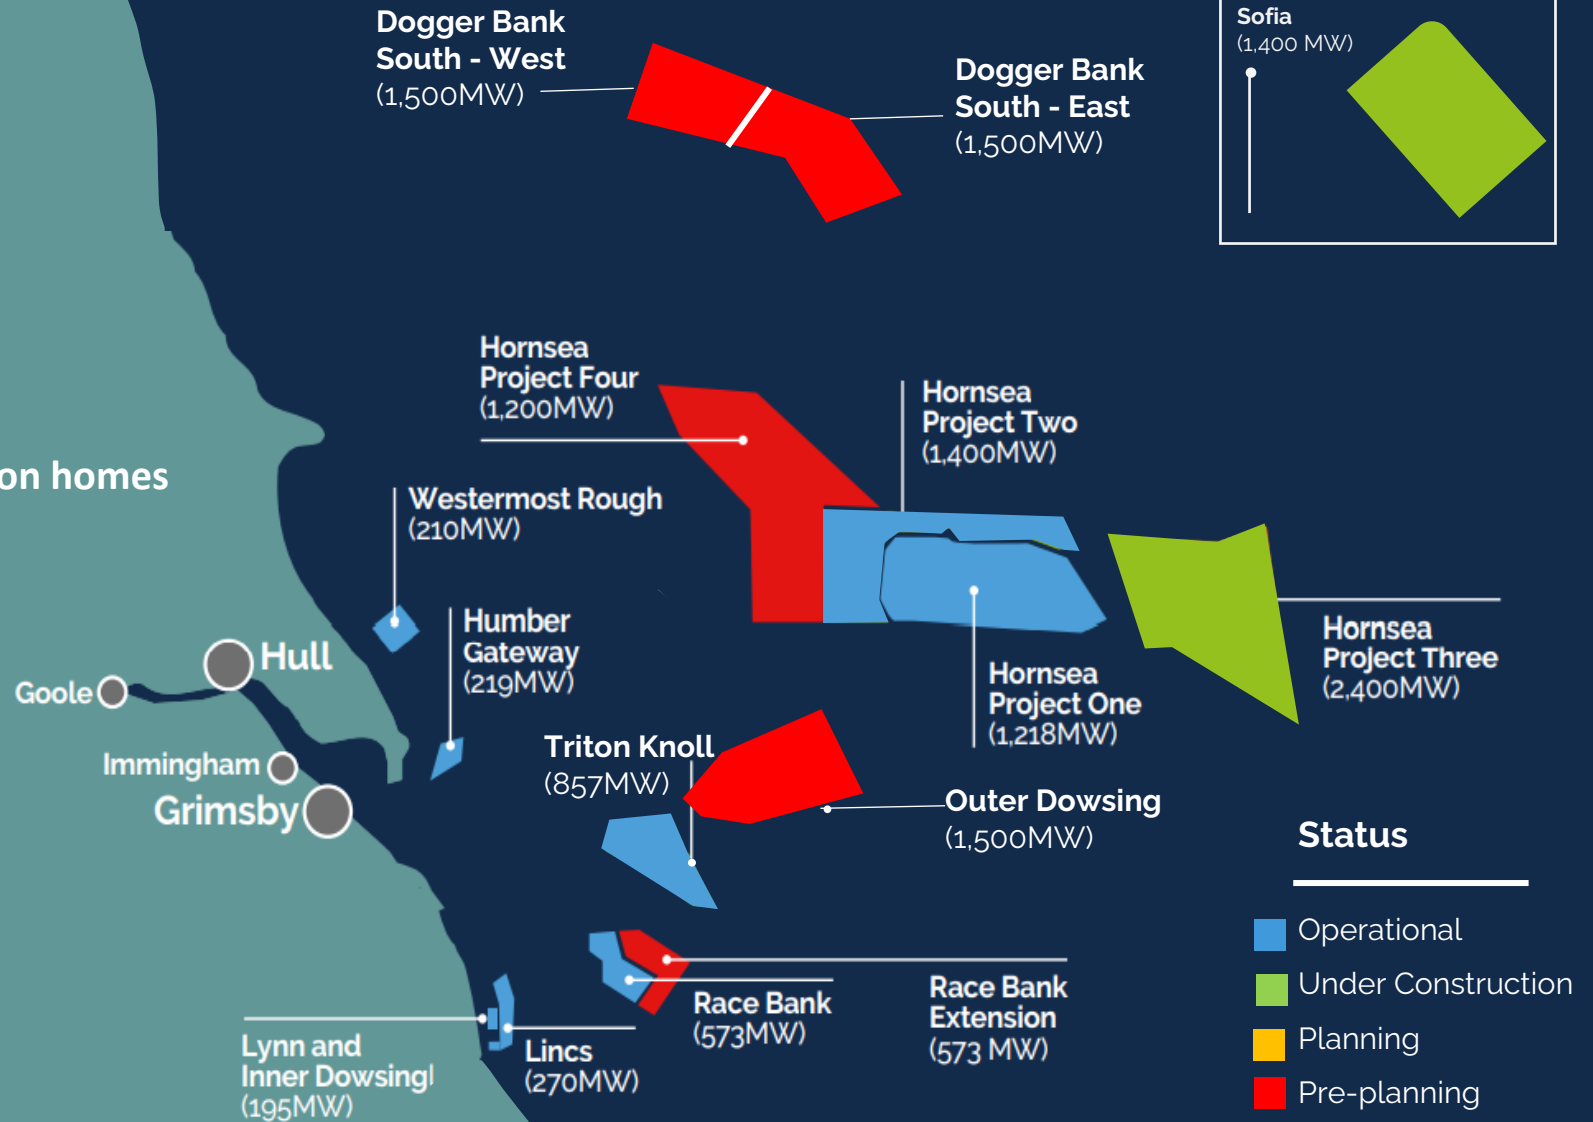 Dogger Bank
South - West
(1,500MW)
Dogger Bank
South - East
(1,500MW)
Sofia
(1,400 MW)
Hornsea
Project Four
(1,200MW)
Hornsea
Project Two
(1,400MW)
on homes
Westermost Rough
(210MW)
Humber
Gateway
(219MW)
Hornsea
Project Three
(2,400MW)
Hornsea
Project One
(1,218MW)
Hull
Goole
Immingham
Grimsby
Triton Knoll
(857MW)
Outer Dowsing
(1,500MW)
Race Bank
(573MW)
Race Bank
Extension
(573 MW)
Lynn and
Inner Dowsing
(195MW)
Lincs
(270MW)
Status
Operational
Under Construction
Planning
Pre-planning